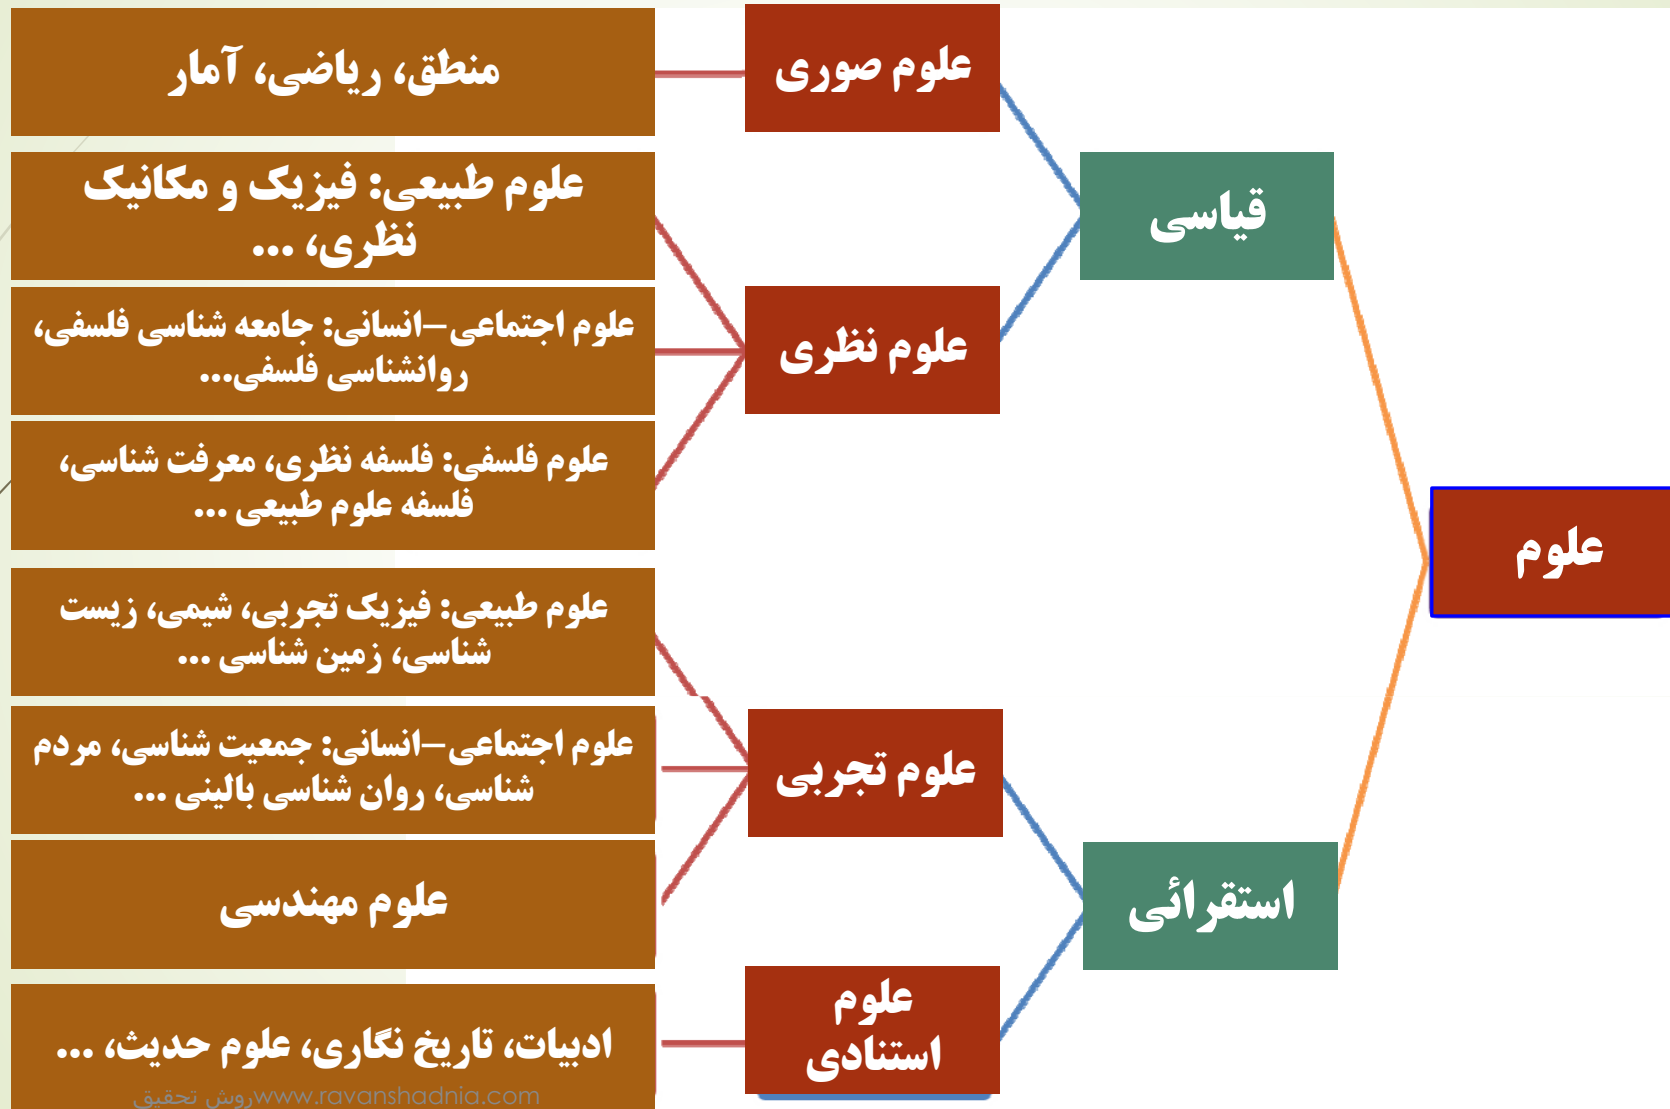 علوم
قیاسی
علوم صوری
منطق، ریاضی، آمار
علوم نظری
علوم طبیعی: فیزیک و مکانیک
نظری، ...
علوم اجتماعی–انسانی: جامعه شناسی فلسفی،
روانشناسی فلسفی...
علوم فلسفی: فلسفه نظری، معرفت شناسی،
فلسفه علوم طبیعی ...
استقرائی
علوم تجربی
علوم طبیعی: فیزیک تجربی، شیمی، زیست
شناسی، زمین شناسی ...
علوم اجتماعی–انسانی: جمعیت شناسی، مردم
شناسی، روان شناسی بالینی ...
علوم مهندسی
علوم
استنادی
ادبیات، تاریخ نگاری، علوم حدیث، ...
روش تحقیقwww.ravanshadnia.com